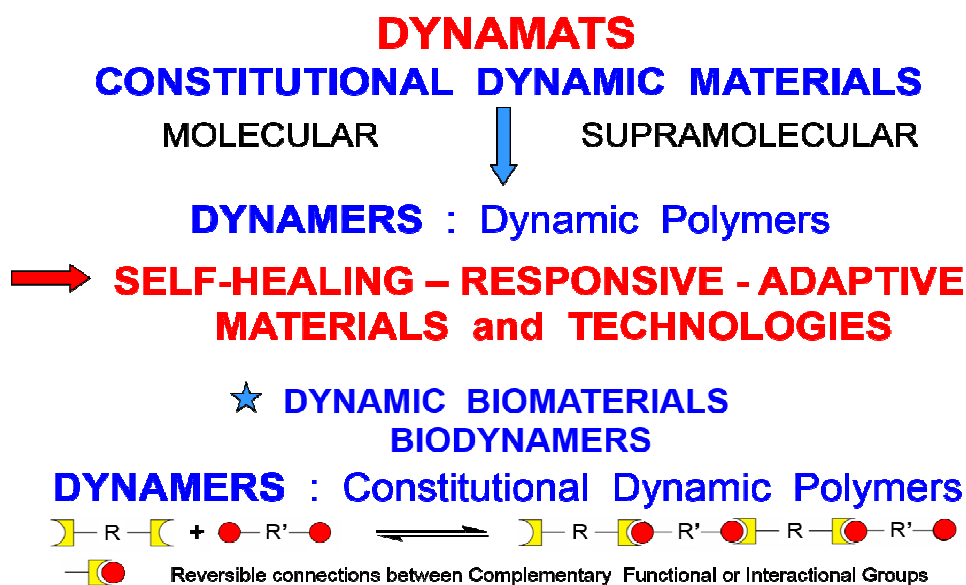 DYNAMATS
CONSTITUTIONAL DYNAMIC MATERIALS
MOLECULAR SUPRAMOLECULAR
DYNAMERS : Dynamic Polymers
SELF-HEALING – RESPONSIVE - ADAPTIVE
MATERIALS and TECHNOLOGIES
DYNAMIC BIOMATERIALS
BIODYNAMERS
DYNAMERS : Constitutional Dynamic Polymers
R + R' R R' R R'
Reversible connections between Complementary Functional or Interactional Groups